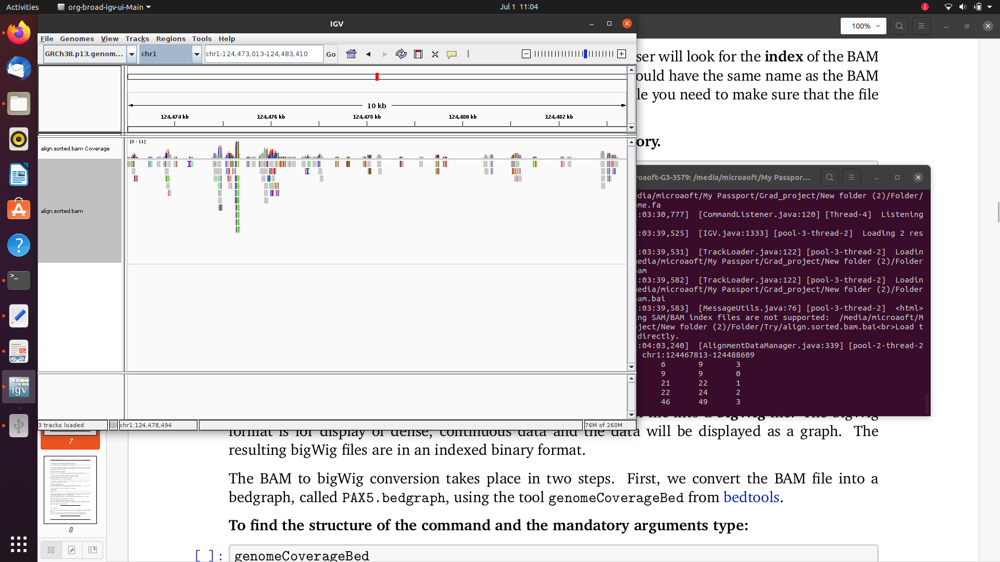 Activities
org-broad-igv-ui-Main
Jul 1 11:04
IGV
100%
File Genomes View Tracks Regions Tools Help
GRCh38.p13.genom...
chr1
chr1:124,473,013-124,483,410
Go
10 kb
124,474 kb
124,476 kb
124,478 kb
124,480 kb
124,482 kb
[0 - 11]
align.sorted.bam Coverage
align.sorted.bam
3 tracks loaded
chr1:124,478,494
76M of 260M
ser will look for the index of the BAM
ould have the same name as the BAM
le you need to make sure that the file
ory.
roaoft-G3-3579: /media/microaoft/My Passpor...
edia/microaoft/My Passport/Grad_project/New folder (2)/Folder/
ome.fa
:03:30,777] [CommandListener.java:120] [Thread-4] Listening
:03:39,525] [IGV.java:1333] [pool-3-thread-2] Loading 2 res
:03:39,531] [TrackLoader.java:122] [pool-3-thread-2] Loadin
edia/microaoft/My Passport/Grad_project/New folder (2)/Folder
am
:03:39,582] [TrackLoader.java:122] [pool-3-thread-2] Loadin
edia/microaoft/My Passport/Grad_project/New folder (2)/Folder
am.bai
:03:39,583] [MessageUtils.java:76] [pool-3-thread-2] <html>
ng SAM/BAM index files are not supported: /media/microaoft/M
ject/New folder (2)/Folder/Try/align.sorted.bam.bai<br>Load t
directly.
:04:03,240] [AlignmentDataManager.java:339] [pool-2-thread-2
chr1:124467813-124488609
6 9 3
9 9 0
21 22 1
22 24 2
46 49 3
igv
7
8
format is for display of dense, continuous data and the data will be displayed as a graph. The
resulting bigWig files are in an indexed binary format.
The BAM to bigWig conversion takes place in two steps. First, we convert the BAM file into a
bedgraph, called PAX5.bedgraph, using the tool genomeCoverageBed from bedtools.
To find the structure of the command and the mandatory arguments type:
[ ]: genomeCoverageBed